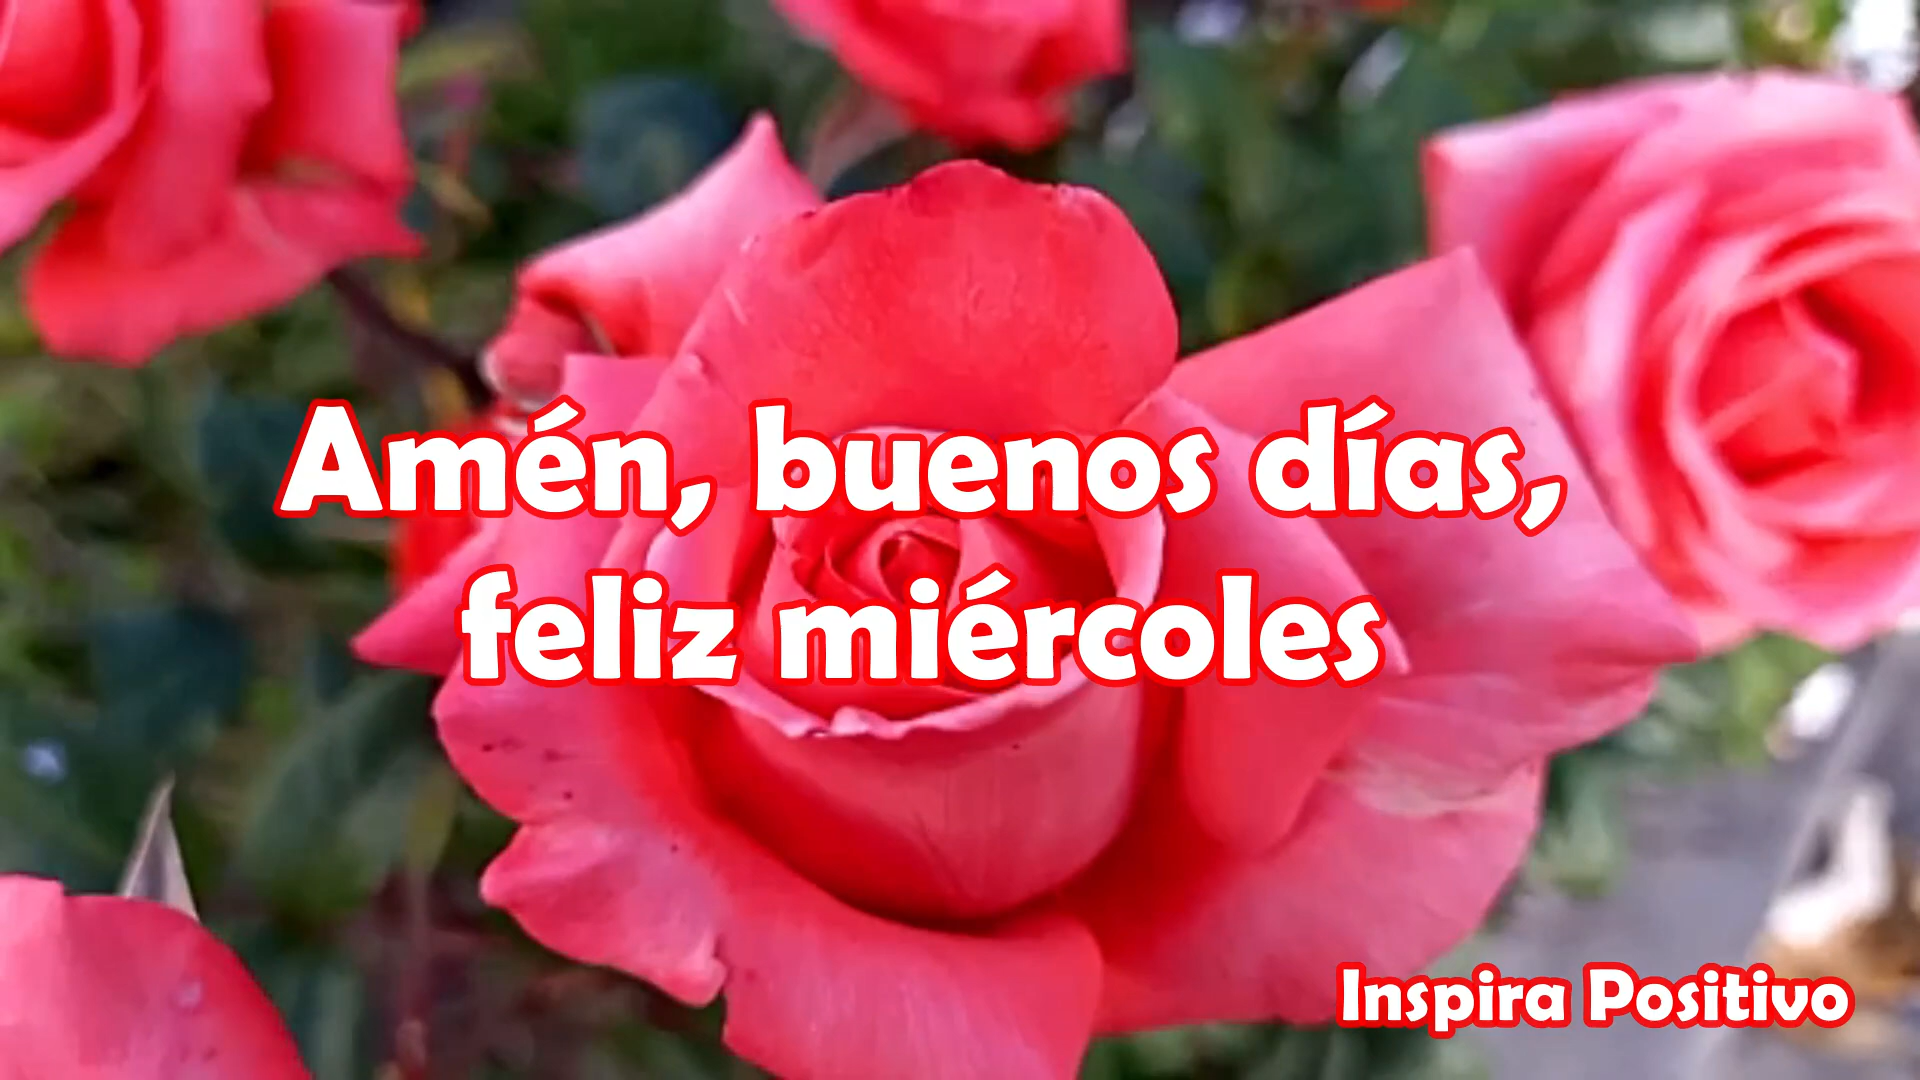 Amén, buenos días,
feliz miércoles
Inspira Positivo